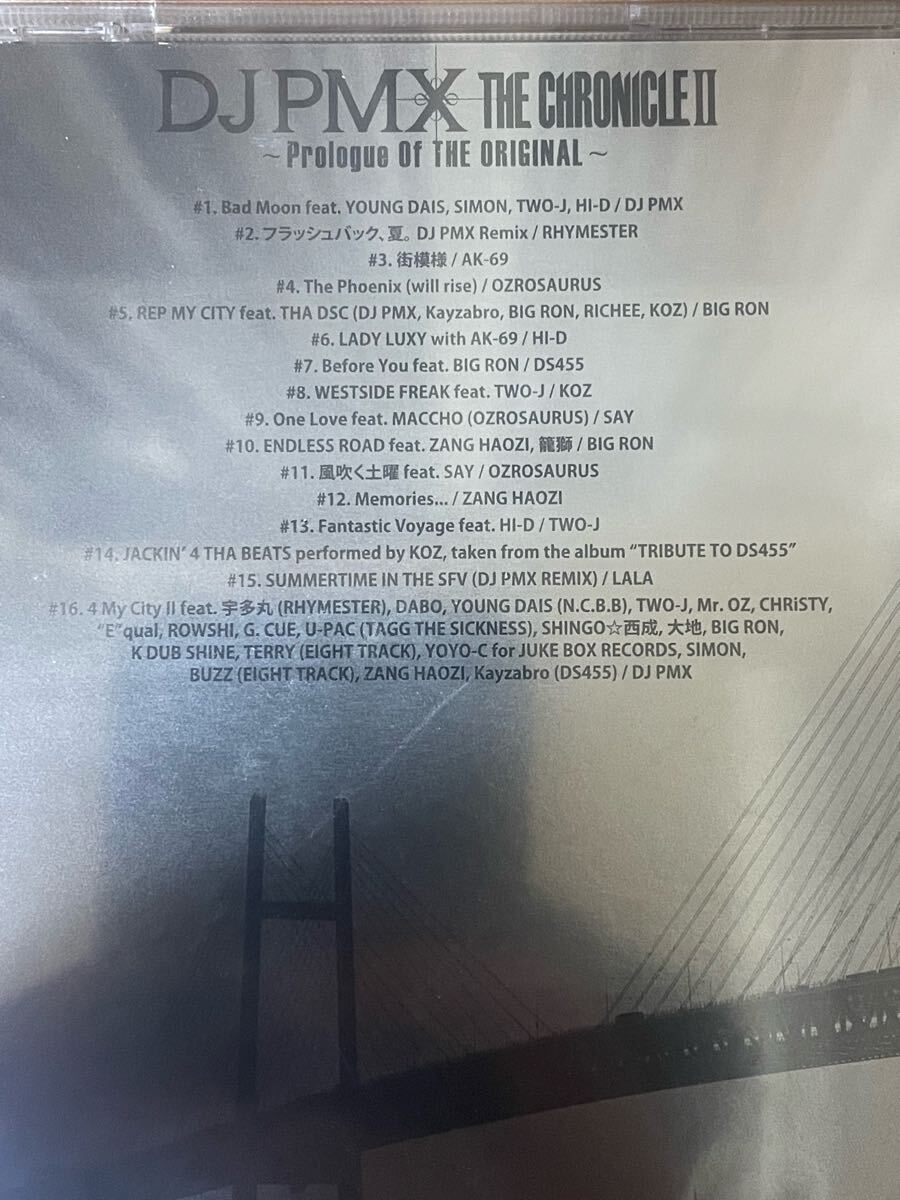 DJ PMX THE CHRONICLE II
~Prologue Of THE ORIGINAL~
#1. Bad Moon feat. YOUNG DAIS, SIMON, TWO-J, HI-D / DJ PMX
#2. フラッシュバック、夏。 DJ PMX Remix / RHYMESTER
#3. 街模様 / AK-69
#4. The Phoenix (will rise) / OZROSAURUS
#5. REP MY CITY feat. THA DSC (DJ PMX, Kayzabro, BIG RON, RICHEE, KOZ) / BIG RON
#6. LADY LUXY with AK-69 / HI-D
#7. Before You feat. BIG RON / DS455
#8. WESTSIDE FREAK feat. TWO-J / KOZ
#9. One Love feat. MACCHO (OZROSAURUS) / SAY
#10. ENDLESS ROAD feat. ZANG HAOZI, 籠獅 / BIG RON
#11. 風吹く土曜 feat. SAY / OZROSAURUS
#12. Memories... / ZANG HAOZI
#13. Fantastic Voyage feat. HI-D / TWO-J
#14. JACKIN' 4 THA BEATS performed by KOZ, taken from the album "TRIBUTE TO DS455"
#15. SUMMERTIME IN THE SFV (DJ PMX REMIX) / LALA
#16. 4 My City II feat. 宇多丸 (RHYMESTER), DABO, YOUNG DAIS (N.C.B.B), TWO-J, Mr. OZ, CHRiSTY,
"E"qual, ROWSHI, G. CUE, U-PAC (TAGG THE SICKNESS), SHINGO☆西成, 大地, BIG RON,
K DUB SHINE, TERRY (EIGHT TRACK), YOYO-C for JUKE BOX RECORDS, SIMON,
BUZZ (EIGHT TRACK), ZANG HAOZI, Kayzabro (DS455) / DJ PMX